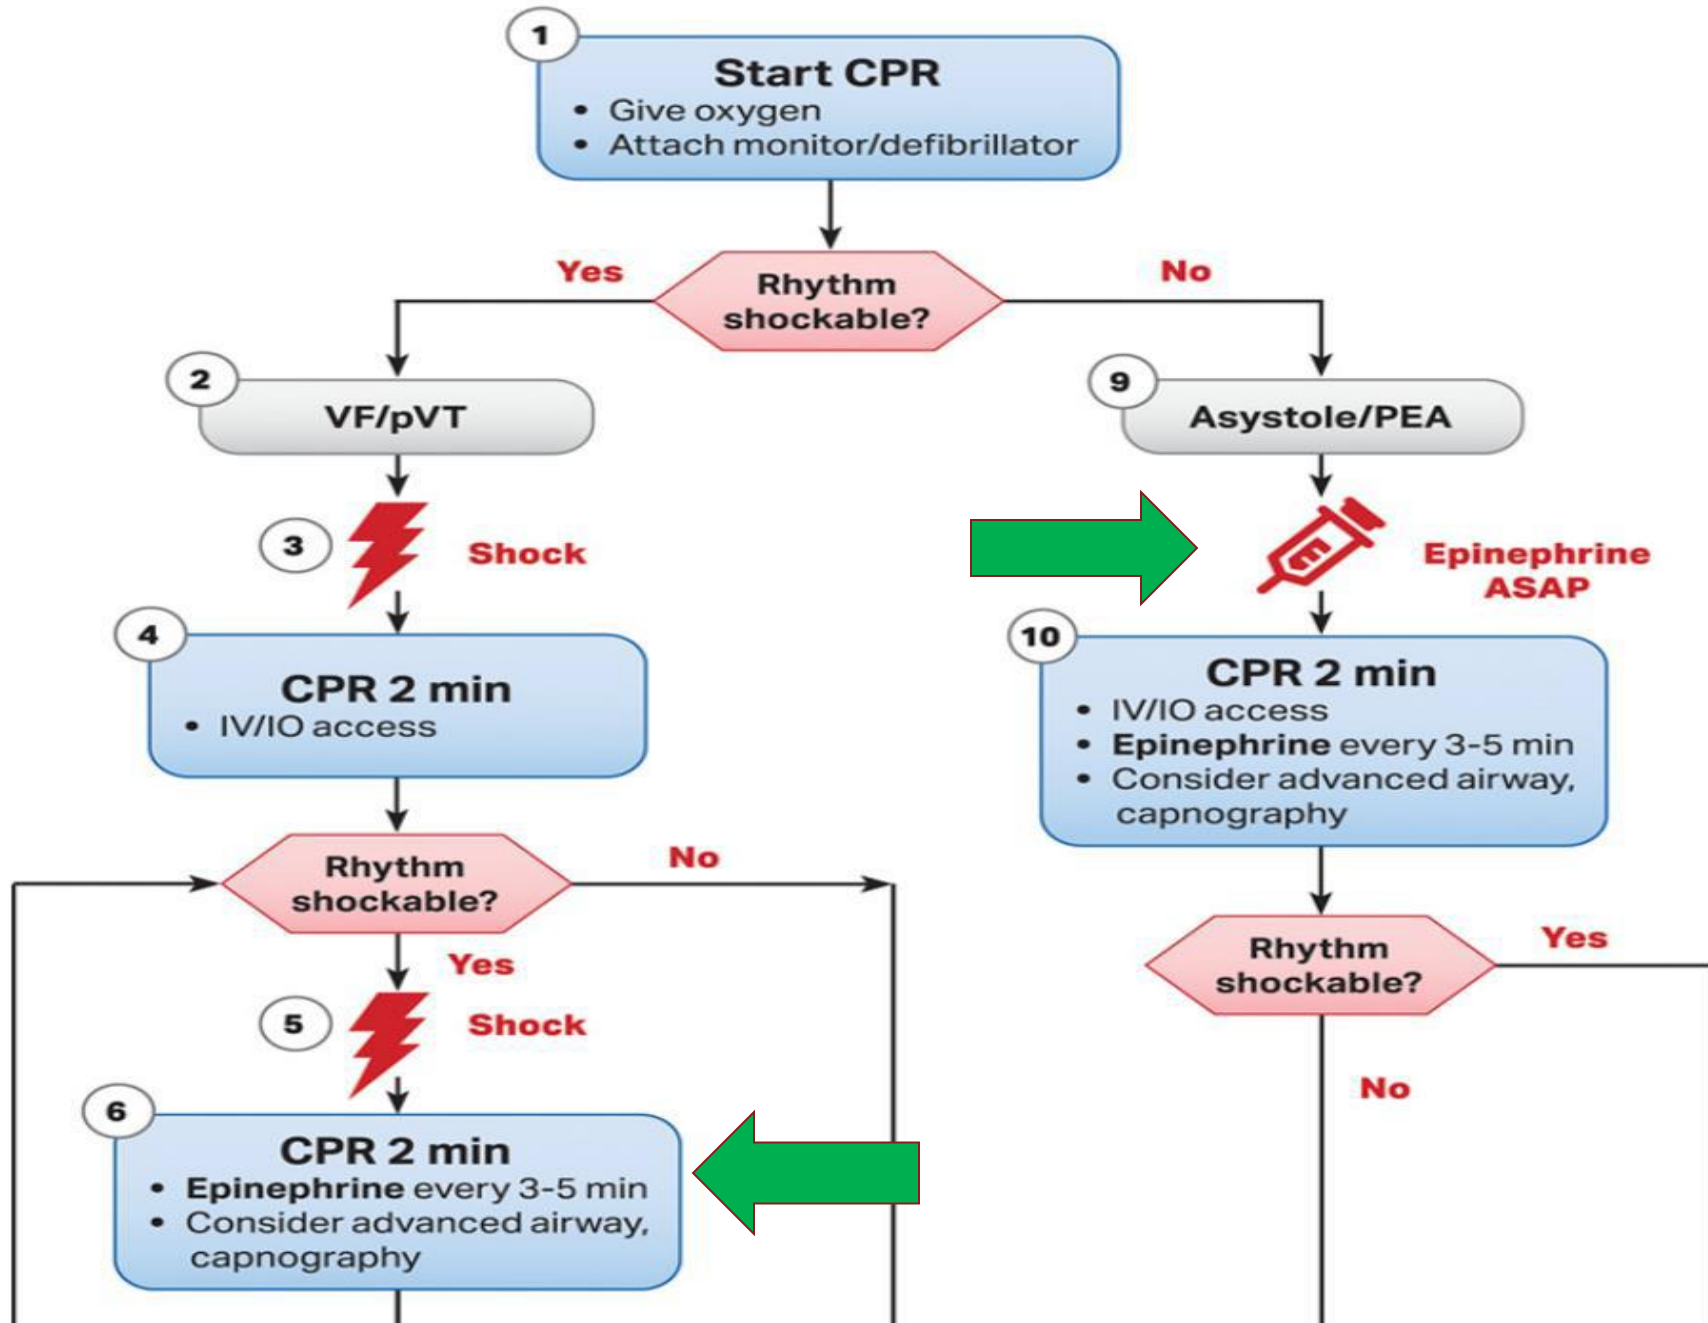 1
Start CPR
• Give oxygen
• Attach monitor/defibrillator
Yes
Rhythm
shockable?
No
2
VF/pVT
3
Shock
4
CPR 2 min
• IV/IO access
Rhythm
shockable?
No
Yes
5
Shock
6
CPR 2 min
• Epinephrine every 3-5 min
• Consider advanced airway,
capnography
9
Asystole/PEA
E
Epinephrine
ASAP
10
CPR 2 min
• IV/IO access
• Epinephrine every 3-5 min
• Consider advanced airway,
capnography
Rhythm
shockable?
Yes
No